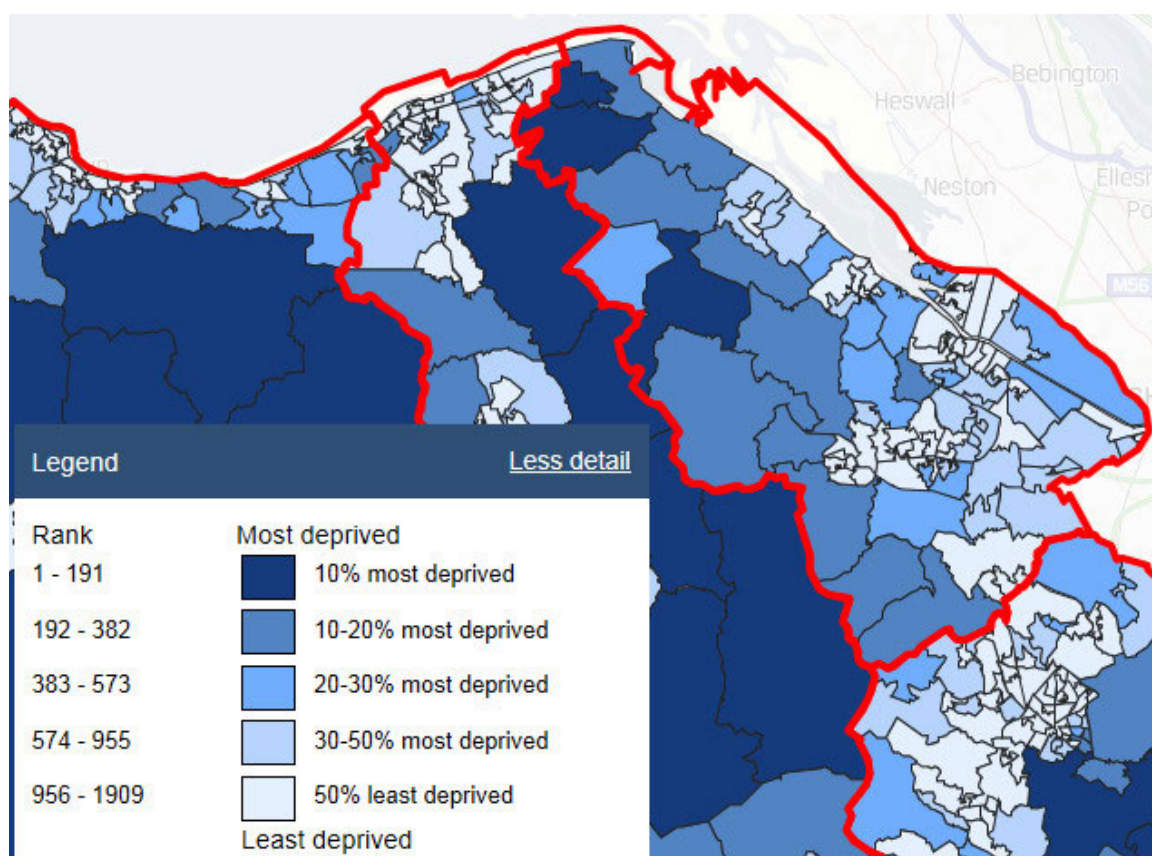 Bebington
Heswall
Neston
Ellesm
Po
M56
Legend Less detail
Rank Most deprived
1 - 191 10% most deprived
192 - 382 10-20% most deprived
383 - 573 20-30% most deprived
574 - 955 30-50% most deprived
956 - 1909 50% least deprived
Least deprived